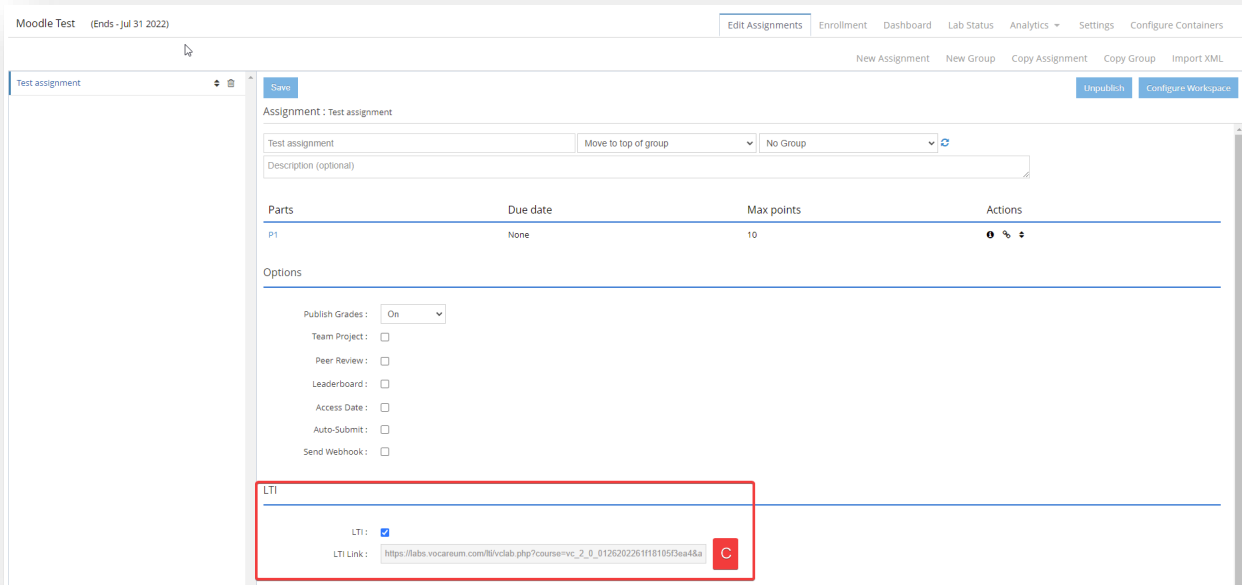 Moodle Test (Ends - Jul 31 2022)
Edit Assignments Enrollment Dashboard Lab Status Analytics Settings Configure Containers
New Assignment New Group Copy Assignment Copy Group Import XML
Test assignment
Save Unpublish Configure Workspace
Assignment : Test assignment
Test assignment Move to top of group No Group
Description (optional)
Parts Due date Max points Actions
P1 None 10
Options
Publish Grades : On
Team Project :
Peer Review :
Leaderboard :
Access Date :
Auto-Submit :
Send Webhook :
LTI
LTI :
LTI Link : https://labs.vocareum.com/lti/vclab.php?course=vc_2_0_0126202261f18105f3ea4&a C